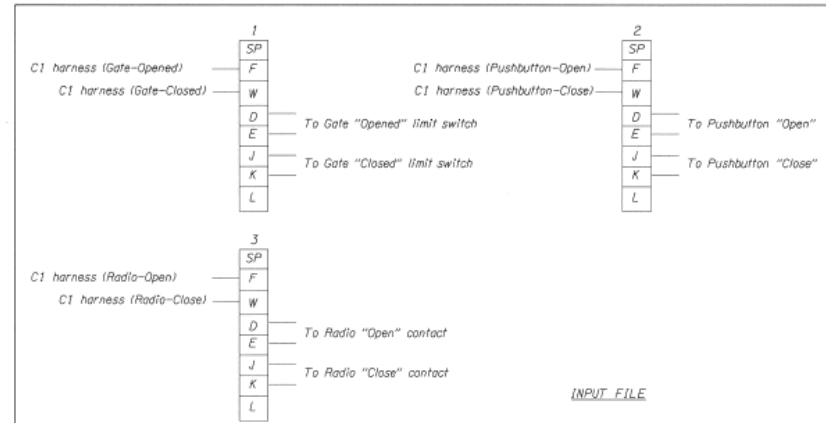 1
SP
C1 harness (Gate-Opened) F
C1 harness (Gate-Closed) W
D
To Gate "Opened" limit switch
E
J
To Gate "Closed" limit switch
K
L
2
SP
C1 harness (Pushbutton-Open) F
C1 harness (Pushbutton-Close) W
D
To Pushbutton "Open"
E
J
To Pushbutton "Close"
K
L
3
SP
C1 harness (Radio-Open) F
C1 harness (Radio-Close) W
D
To Radio "Open" contact
E
J
To Radio "Close" contact
K
L
INPUT FILE